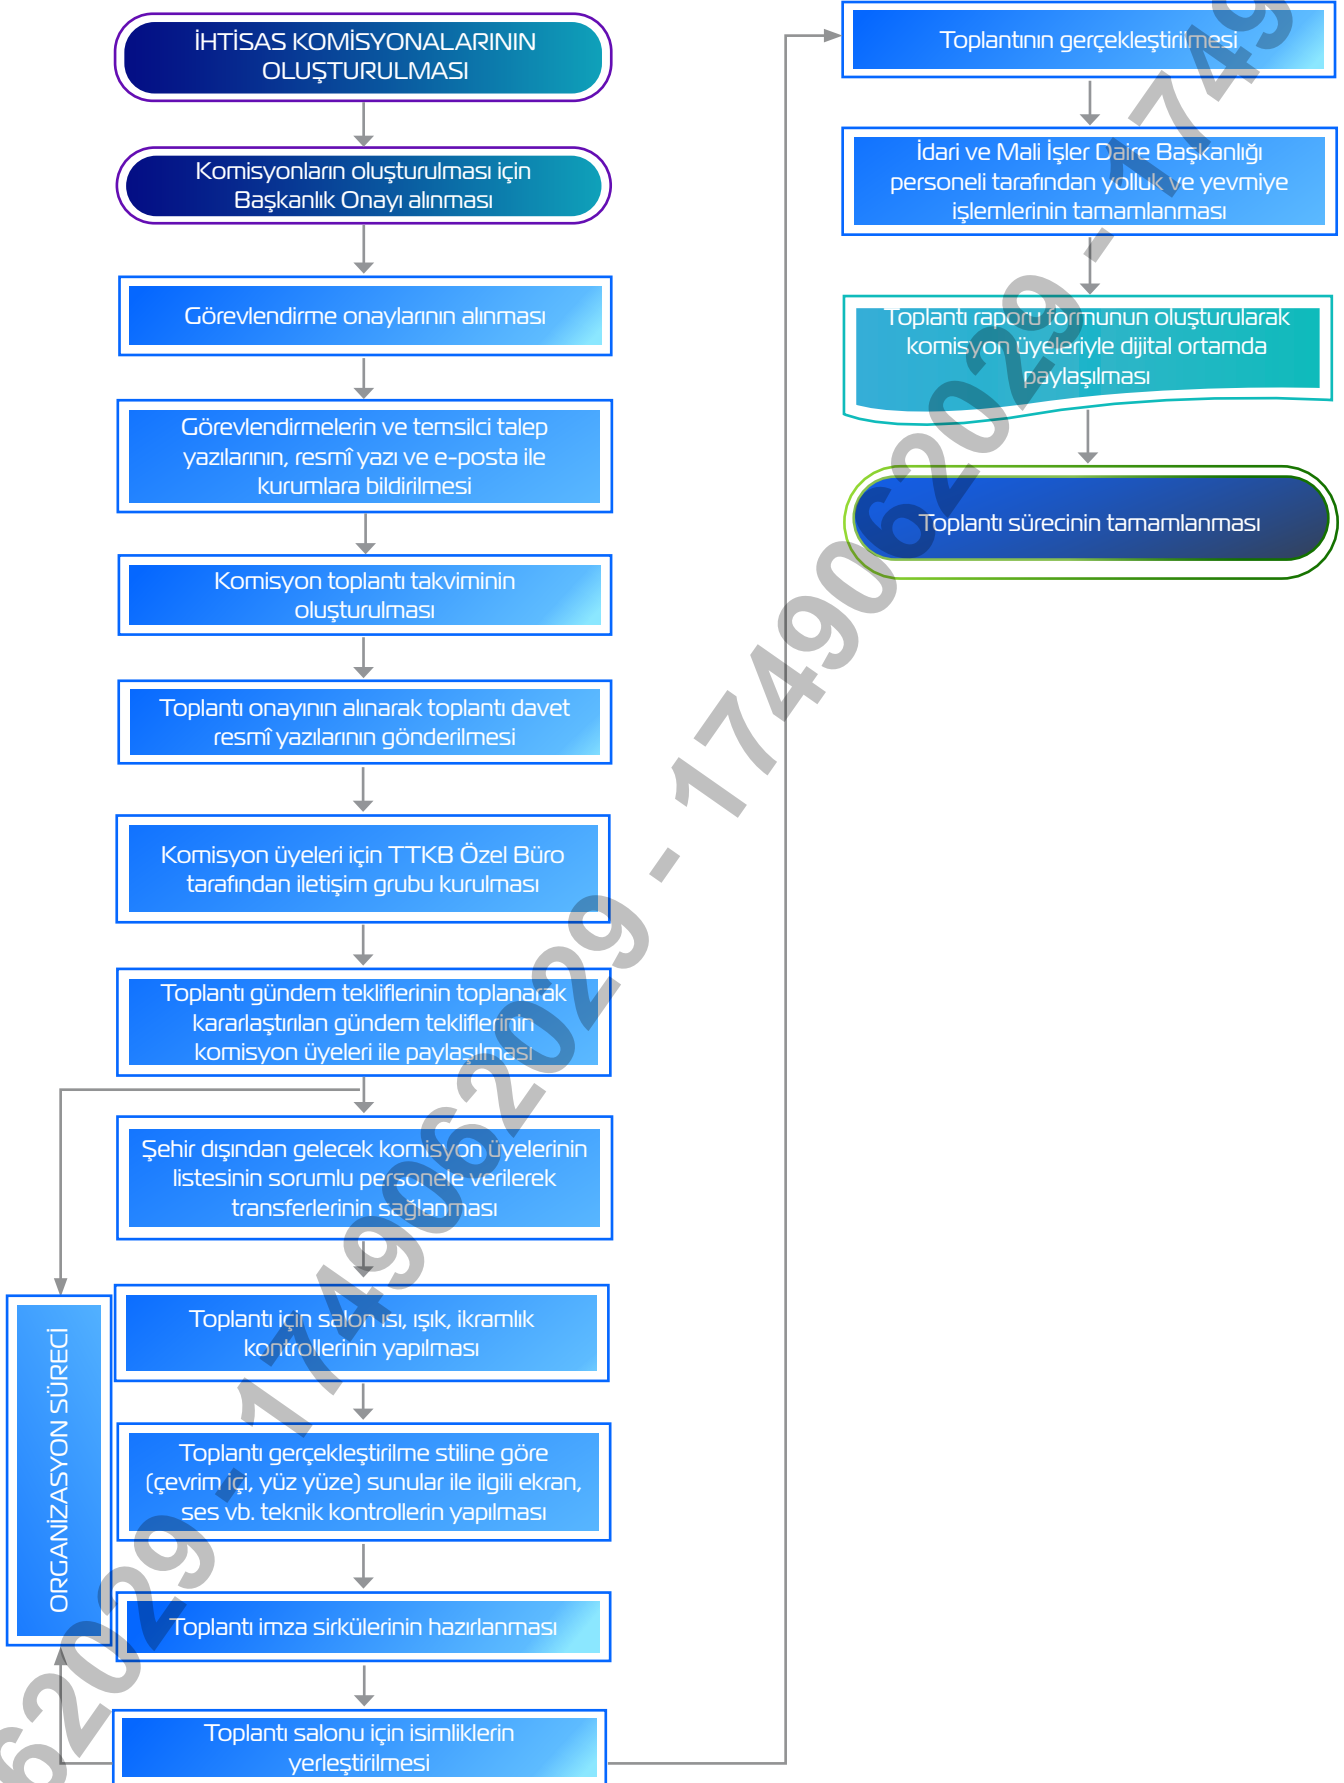 İHTİSAS KOMİSYONALARININ
OLUŞTURULMASI
Komisyonların oluşturulması için
Başkanlık Onayı alınması
Görevlendirme onaylarının alınması
Görevlendirmelerin ve temsilci talep
yazılarının, resmî yazı ve e-posta ile
kurumlara bildirilmesi
Komisyon toplantı takviminin
oluşturulması
Toplantı onayının alınarak toplantı davet
resmî yazılarının gönderilmesi
Komisyon üyeleri için TTKB Özel Büro
tarafından iletişim grubu kurulması
Toplantı gündem tekliflerinin toplanarak
kararlaştırılan gündem tekliflerinin
komisyon üyeleri ile paylaşılması
Şehir dışından gelecek komisyon üyelerinin
listesinin sorumlu personele verilerek
transferlerinin sağlanması
ORGANİZASYON SÜRECİ
Toplantı için salon ısı, ışık, ikramlık
kontrollerinin yapılması
Toplantı gerçekleştirilme stiline göre
(çevrim içi, yüz yüze) sunular ile ilgili ekran,
ses vb. teknik kontrollerin yapılması
Toplantı imza sirkülerinin hazırlanması
Toplantı salonu için isimliklerin
yerleştirilmesi
Toplantının gerçekleştirilmesi
İdari ve Mali İşler Daire Başkanlığı
personeli tarafından yolluk ve yevmiye
işlemlerinin tamamlanması
Toplantı raporu formunun oluşturularak
komisyon üyeleriyle dijital ortamda
paylaşılması
Toplantı sürecinin tamamlanması
62029 - 1749062029 - 1749062029 - 1749